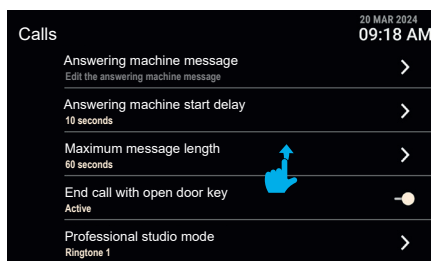 20 MAR 2024
Calls
09:18 AM
Answering machine message
Edit the answering machine message
Answering machine start delay
10 seconds
Maximum message length
60 seconds
End call with open door key
Active
Professional studio mode
Ringtone 1